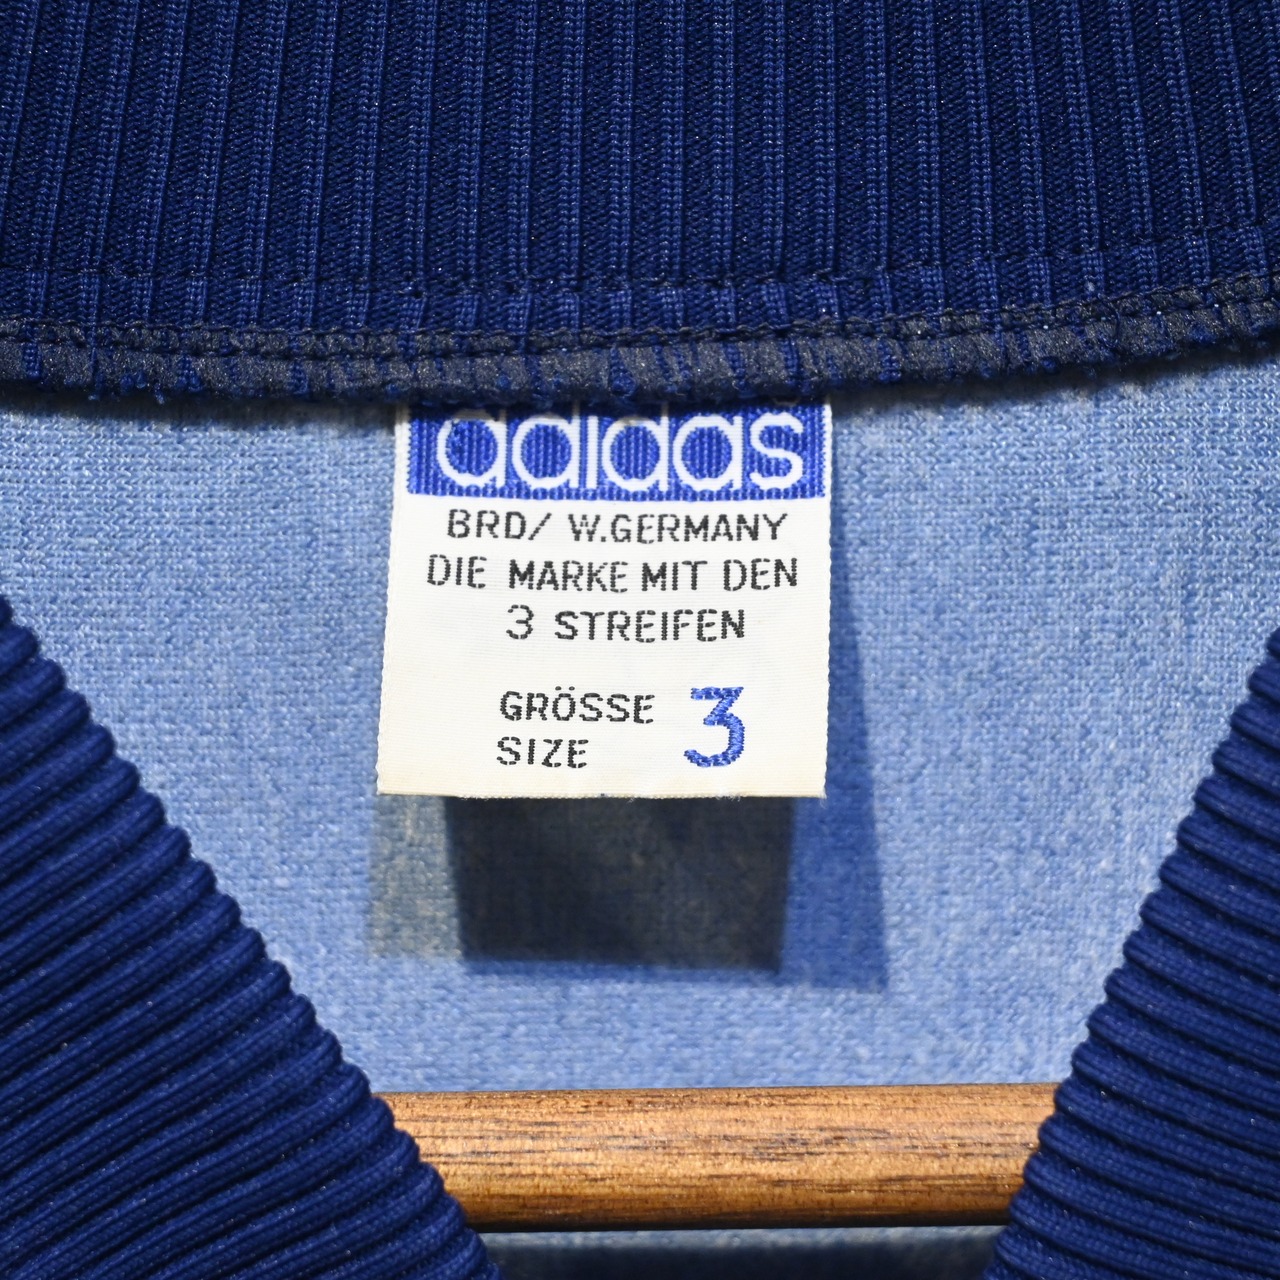 adidas
BRD/ W.GERMANY
DIE MARKE MIT DEN
3 STREIFEN
GRÖSSE 3
SIZE